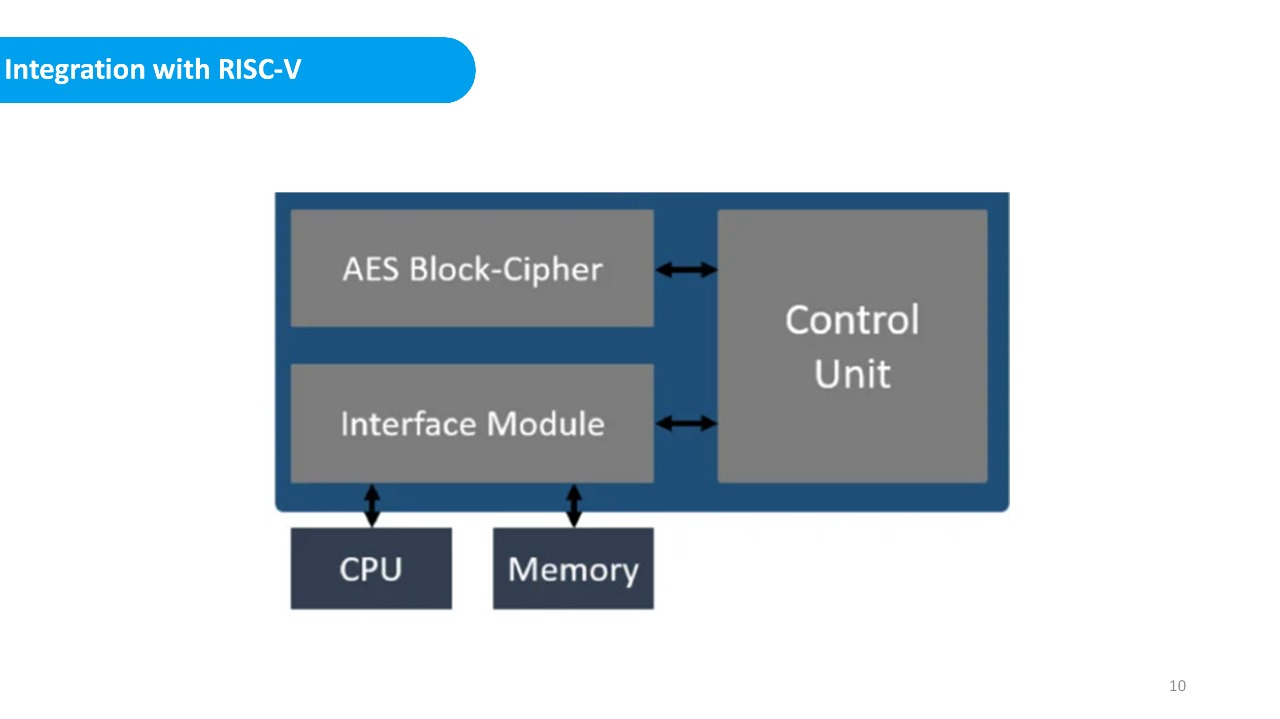 Integration with RISC-V
AES Block-Cipher
Control
Unit
Interface Module
CPU
Memory
10